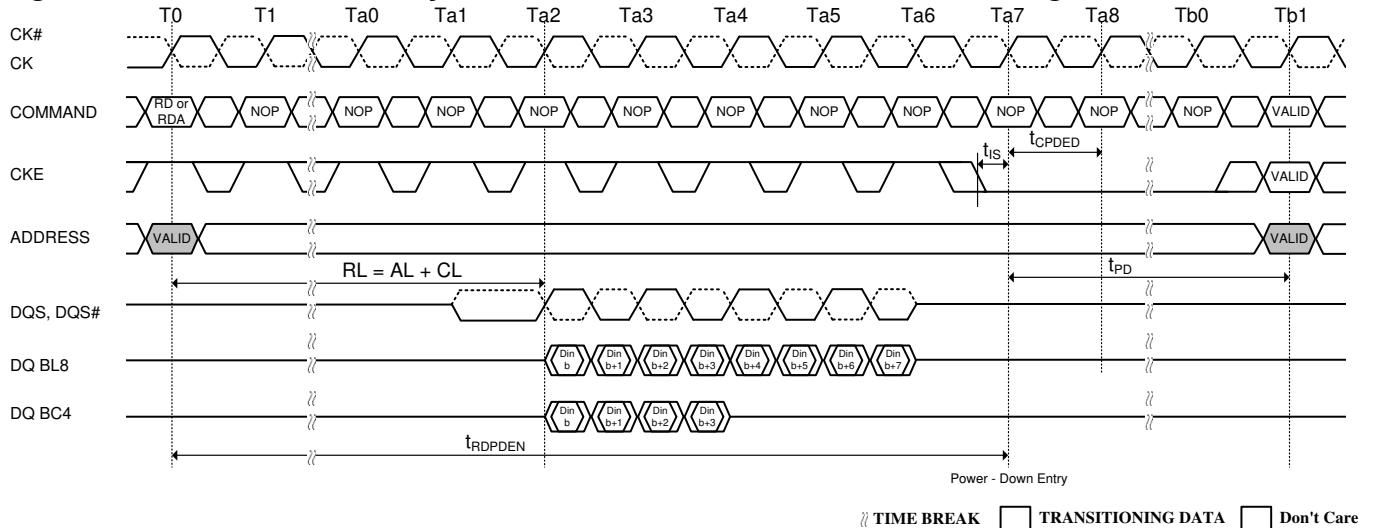 T0 T1 Ta0 Ta1 Ta2 Ta3 Ta4 Ta5 Ta6 Ta7 Ta8 Tb0 Tb1
CK#
CK
COMMAND RD or RDA NOP NOP NOP NOP NOP NOP NOP NOP NOP NOP NOP VALID
tIS tCPDED
CKE VALID
ADDRESS VALID VALID
RL = AL + CL tPD
DQS, DQS#
DQ BL8 Din b Din b+1 Din b+2 Din b+3 Din b+4 Din b+5 Din b+6 Din b+7
DQ BC4 Din b Din b+1 Din b+2 Din b+3
tRDPDEN
Power - Down Entry
TIME BREAK TRANSITIONING DATA Don't Care